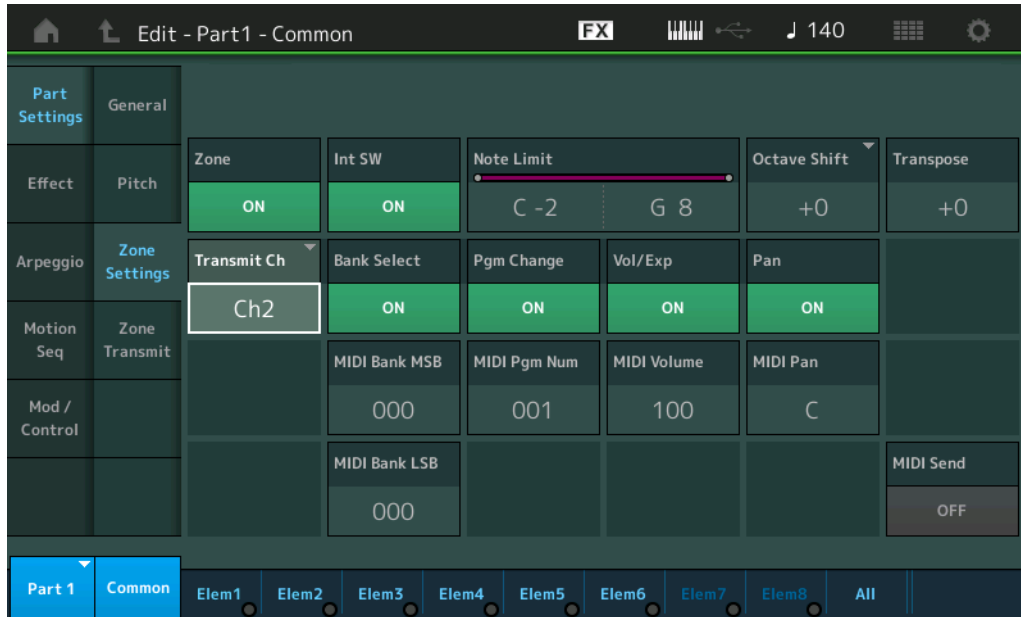 Edit - Part1 - Common
FX
♩ 140
Part
Settings
General
Effect
Pitch
Arpeggio
Zone
Settings
Motion
Seq
Zone
Transmit
Mod /
Control
Zone
ON
Int SW
ON
Note Limit
C -2
G 8
Octave Shift
+0
Transpose
+0
Transmit Ch
Ch2
Bank Select
ON
Pgm Change
ON
Vol/Exp
ON
Pan
ON
MIDI Bank MSB
000
MIDI Pgm Num
001
MIDI Volume
100
MIDI Pan
C
MIDI Bank LSB
000
MIDI Send
OFF
Part 1
Common
Elem1
Elem2
Elem3
Elem4
Elem5
Elem6
Elem7
Elem8
All